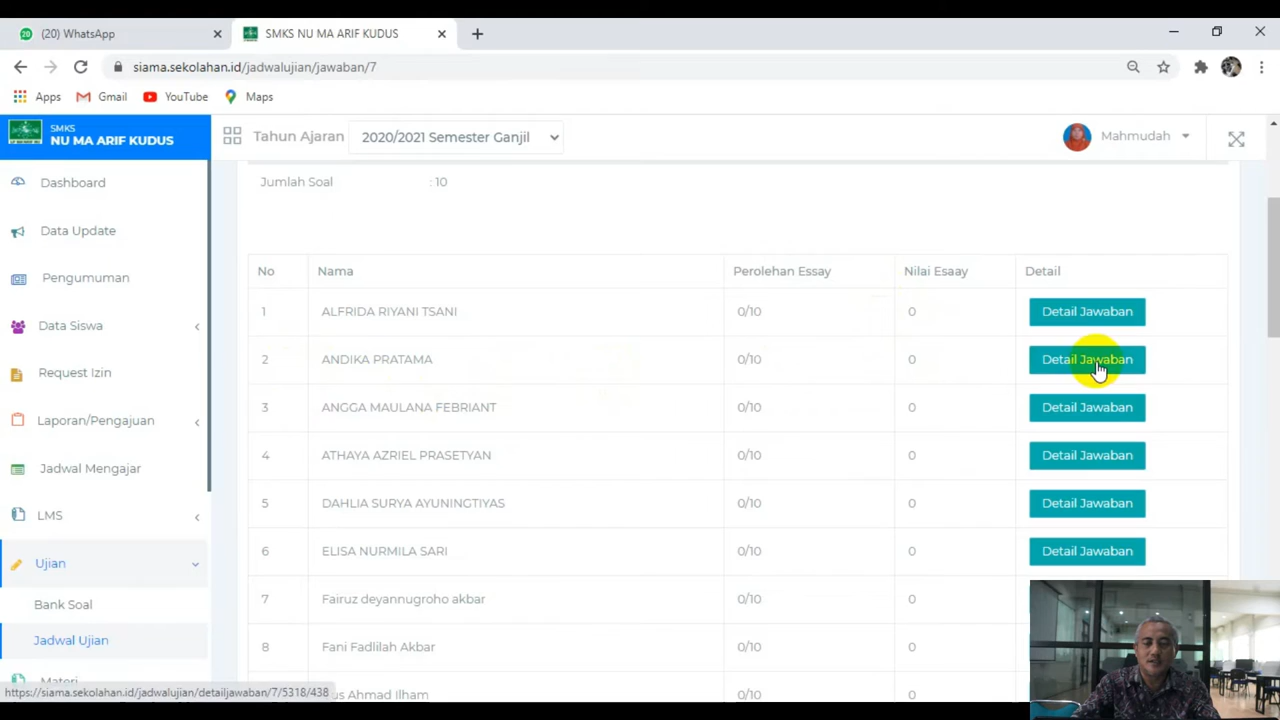 (20) WhatsApp
SMKS NU MA ARIF KUDUS
siama.sekolahan.id/jadwalujian/jawaban/7
Apps Gmail YouTube Maps
SMKS
NU MA ARIF KUDUS
Tahun Ajaran 2020/2021 Semester Ganjil
Mahmudah
Dashboard
Data Update
Pengumuman
Data Siswa
Request Izin
Laporan/Pengajuan
Jadwal Mengajar
LMS
Ujian
Bank Soal
Jadwal Ujian
Materi
Jumlah Soal : 10
No Nama Perolehan Essay Nilai Esaay Detail
1 ALFRIDA RIYANI TSANI 0/10 0 Detail Jawaban
2 ANDIKA PRATAMA 0/10 0 Detail Jawaban
3 ANGGA MAULANA FEBRIANT 0/10 0 Detail Jawaban
4 ATHAYA AZRIEL PRASETYAN 0/10 0 Detail Jawaban
5 DAHLIA SURYA AYUNINGTIYAS 0/10 0 Detail Jawaban
6 ELISA NURMILA SARI 0/10 0 Detail Jawaban
7 Fairuz deyannugroho akbar 0/10 0
8 Fani Fadlilah Akbar 0/10 0
Ahmad Ilham 0/10 0
https://siama.sekolahan.id/jadwalujian/detailjawaban/7/5318/438